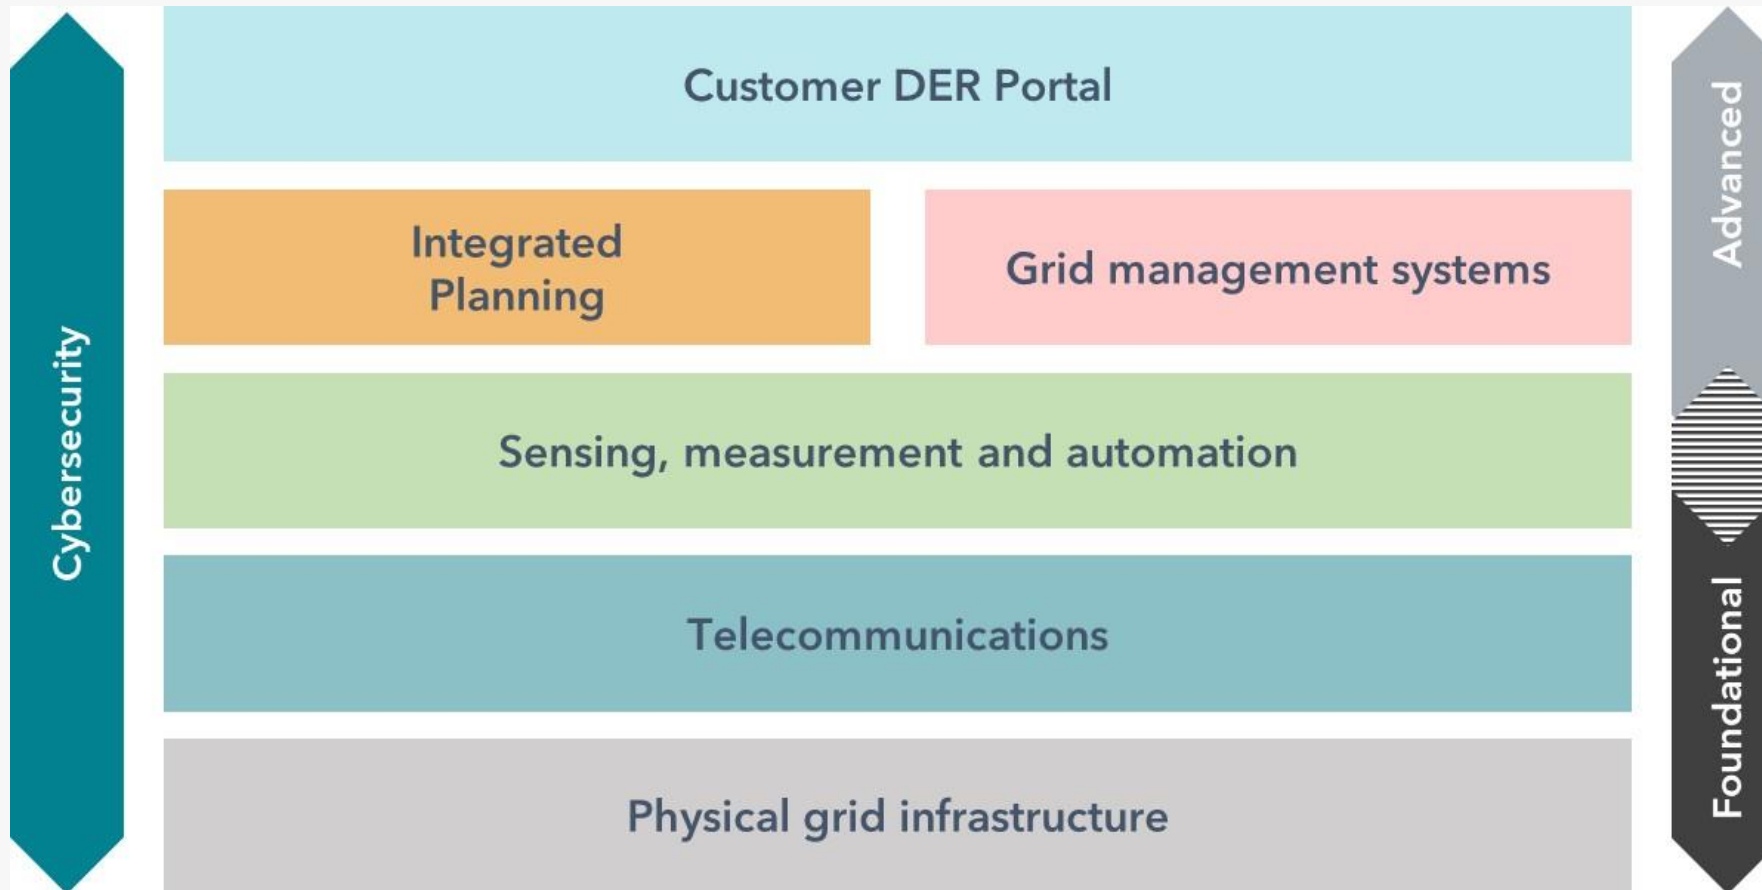 Customer DER Portal
Integrated
Planning
Grid management systems
Sensing, measurement and automation
Telecommunications
Physical grid infrastructure
Cybersecurity
Advanced
Foundational